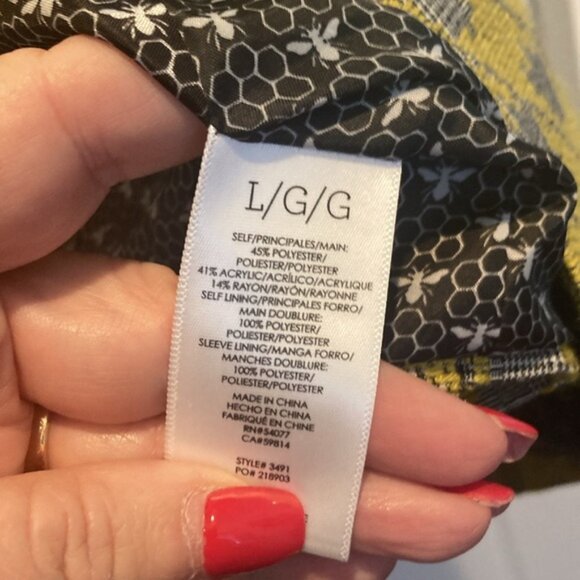 L/G/G
SELF/PRINCIPALES/MAIN:
45% POLYESTER/
POLIESTER/POLYESTER
41% ACRYLIC/ACRÍLICO/ACRYLIQUE
14% RAYON/RAYÓN/RAYONNE
SELF LINING/PRINCIPALES FORRO/
MAIN DOUBLURE:
100% POLYESTER/
POLIESTER/POLYESTER
SLEEVE LINING/MANGA FORRO/
MANCHES DOUBLURE:
100% POLYESTER/
POLIESTER/POLYESTER
MADE IN CHINA
HECHO EN CHINA
FABRIQUÉ EN CHINE
RN#54077
CA#59814
STYLE# 3491
PO# 218903